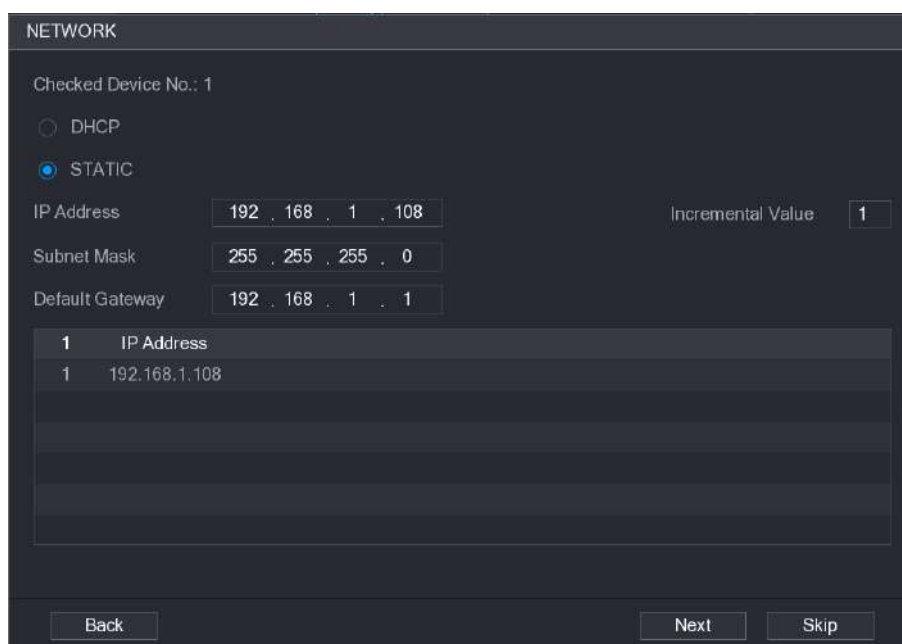 NETWORK
Checked Device No.: 1
DHCP
STATIC
IP Address 192 . 168 . 1 . 108 Incremental Value 1
Subnet Mask 255 . 255 . 255 . 0
Default Gateway 192 . 168 . 1 . 1
1 IP Address
1 192.168.1.108
Back Next Skip